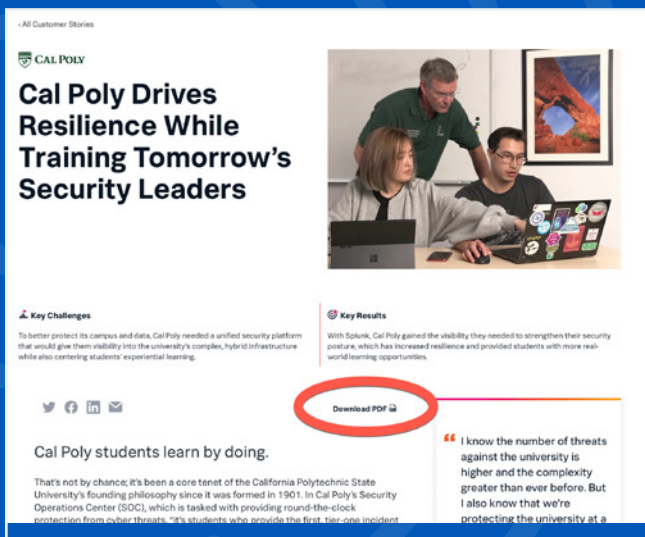 ‹All Customer Stories
CAL POLY
Cal Poly Drives
Resilience While
Training Tomorrow's
Security Leaders
Key Challenges
To better protect its campus and data, Cal Poly needed a unified security platform
that would give them visibility into the university's complex, hybrid infrastructure
while also centering students' experiential learning.
Key Results
With Splunk, Cal Poly gained the visibility they needed to strengthen their security
posture, which has increased resilience and provided students with more real-
world learning opportunities.
Download PDF
Cal Poly students learn by doing.
That's not by chance; it's been a core tenet of the California Polytechnic State
University's founding philosophy since it was formed in 1901. In Cal Poly's Security
Operations Center (SOC), which is tasked with providing round-the-clock
protection from cyber threats, "it's students who provide the first, tier-one incident
“ I know the number of threats
against the university is
higher and the complexity
greater than ever before. But
I also know that we're
protecting the university at a